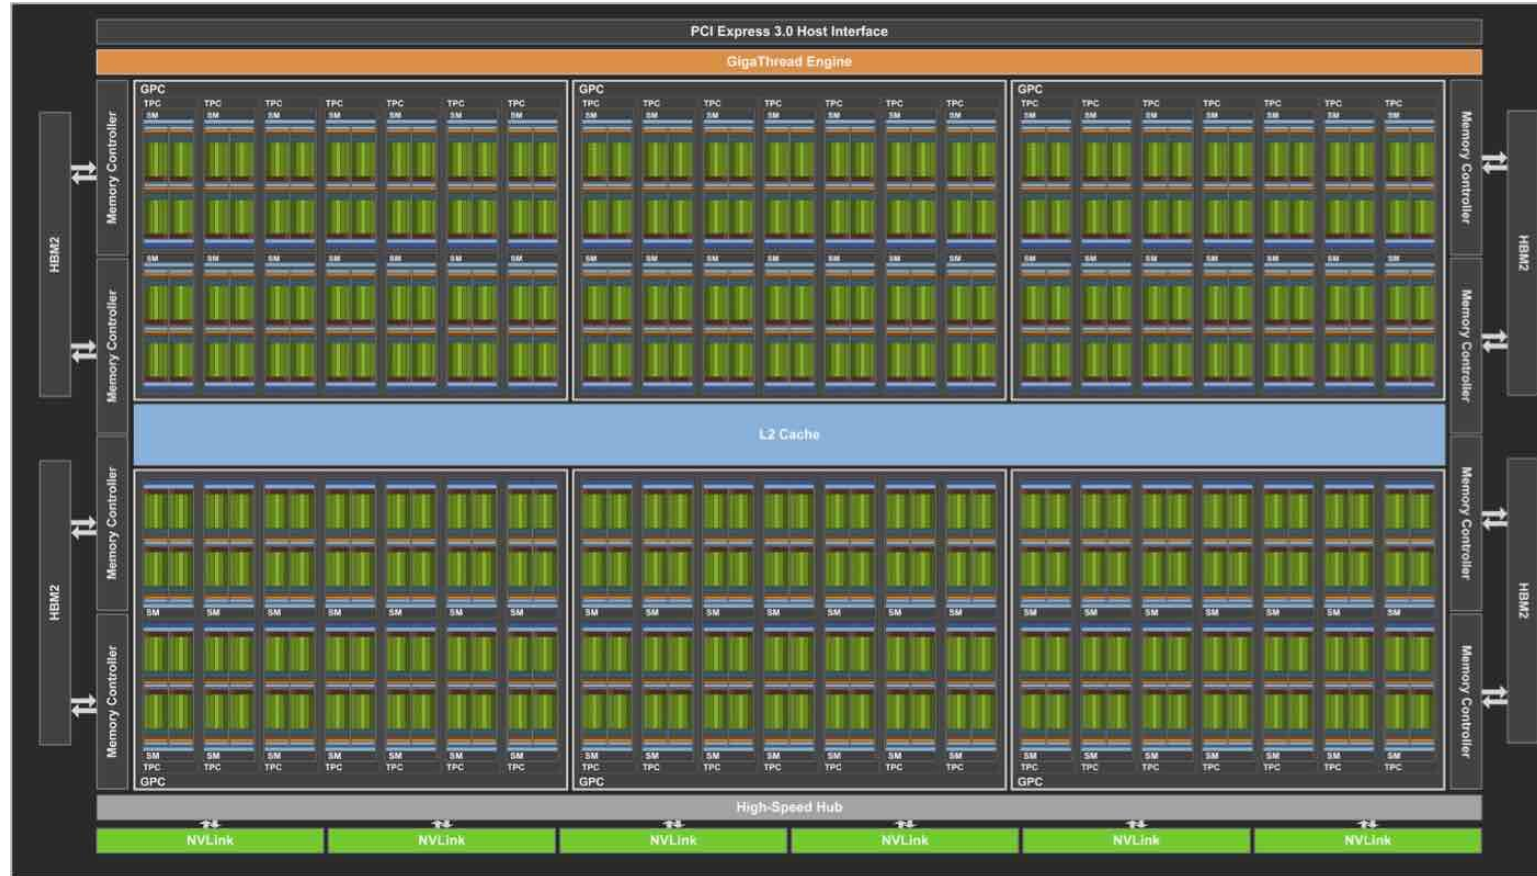 PCI Express 3.0 Host Interface
GigaThread Engine
GPC GPC GPC
TPC TPC TPC TPC TPC TPC TPC TPC TPC TPC TPC TPC TPC TPC TPC TPC TPC TPC TPC TPC TPC
SM SM SM SM SM SM SM SM SM SM SM SM SM SM SM SM SM SM SM SM SM
Memory Controller
Memory Controller
HBM2
HBM2
SM SM SM SM SM SM SM SM SM SM SM SM SM SM SM SM SM SM SM SM SM
Memory Controller
Memory Controller
L2 Cache
Memory Controller
Memory Controller
HBM2
HBM2
SM SM SM SM SM SM SM SM SM SM SM SM SM SM SM SM SM SM SM SM SM
Memory Controller
Memory Controller
SM SM SM SM SM SM SM SM SM SM SM SM SM SM SM SM SM SM SM SM SM
TPC TPC TPC TPC TPC TPC TPC TPC TPC TPC TPC TPC TPC TPC TPC TPC TPC TPC TPC TPC TPC
GPC GPC GPC
High-Speed Hub
NVLink NVLink NVLink NVLink NVLink NVLink